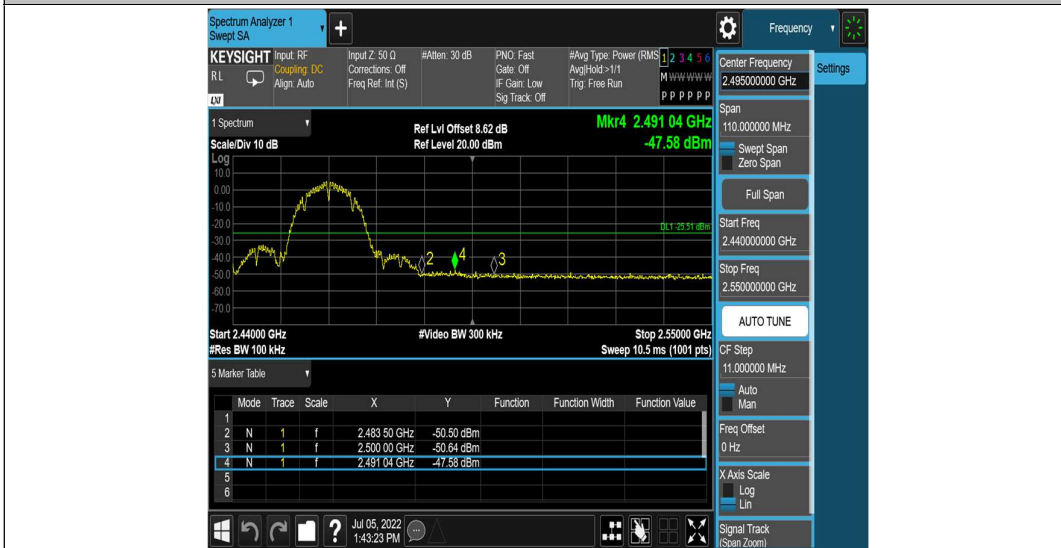 Spectrum Analyzer 1
Swept SA
Frequency
KEYSIGHT Input: RF Input Z: 50 Ω #Atten: 30 dB PNO: Fast #Avg Type: Power (RMS 1 2 3 4 5 6
RL Coupling: DC Corrections: Off Gate: Off Avg|Hold:>1/1 M W W W W W
Align: Auto Freq Ref: Int (S) IF Gain: Low Trig: Free Run
LXI Sig Track: Off P P P P P P
Center Frequency
2.495000000 GHz
Settings
Span
110.000000 MHz
Swept Span
Zero Span
Full Span
Start Freq
2.440000000 GHz
Stop Freq
2.550000000 GHz
AUTO TUNE
CF Step
11.000000 MHz
Auto
Man
Freq Offset
0 Hz
X Axis Scale
Log
Lin
Signal Track
(Span Zoom)
1 Spectrum
Ref Lvl Offset 8.62 dB Mkr4 2.491 04 GHz
Scale/Div 10 dB Ref Level 20.00 dBm -47.58 dBm
Log
10.0
0.00
-10.0
-20.0
DL1 -25.51 dBm
-30.0
-40.0
2 4 3
-50.0
-60.0
-70.0
Start 2.44000 GHz #Video BW 300 kHz Stop 2.55000 GHz
#Res BW 100 kHz Sweep 10.5 ms (1001 pts)
5 Marker Table
Mode Trace Scale X Y Function Function Width Function Value
1
2 N 1 f 2.483 50 GHz -50.50 dBm
3 N 1 f 2.500 00 GHz -50.64 dBm
4 N 1 f 2.491 04 GHz -47.58 dBm
5
6
Jul 05, 2022
1:43:23 PM